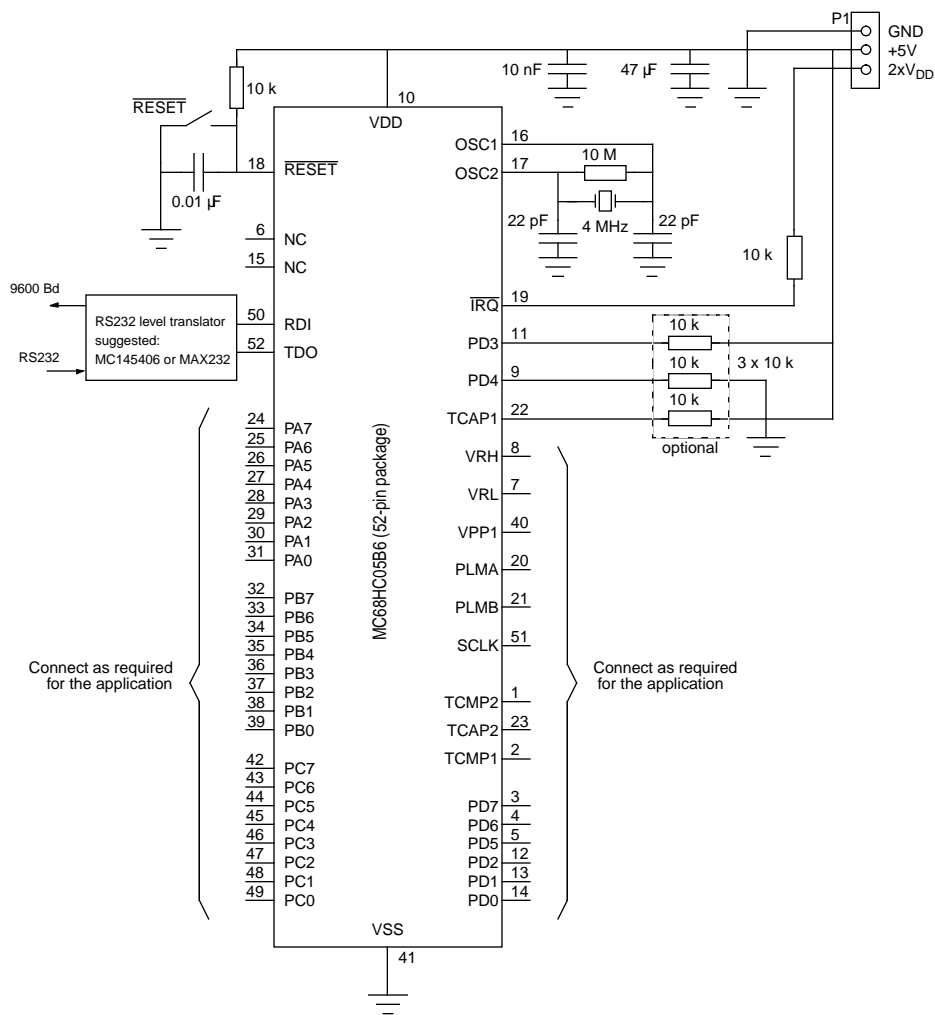 P1
GND
+5V
2xVDD
10 nF
47 µF
10 k
RESET
10
VDD
18
RESET
0.01 µF
OSC1
16
OSC2
17
10 M
22 pF
4 MHz
22 pF
6
NC
15
NC
10 k
9600 Bd
RS232
RS232 level translator
suggested:
MC145406 or MAX232
50
RDI
52
TDO
IRQ
19
PD3
11
10 k
PD4
9
10 k
3 x 10 k
TCAP1
22
10 k
optional
MC68HC05B6 (52-pin package)
24
PA7
25
PA6
26
PA5
27
PA4
28
PA3
29
PA2
30
PA1
31
PA0
32
PB7
33
PB6
34
PB5
35
PB4
36
PB3
37
PB2
38
PB1
39
PB0
42
PC7
43
PC6
44
PC5
45
PC4
46
PC3
47
PC2
48
PC1
49
PC0
Connect as required
for the application
VRH
8
VRL
7
VPP1
40
PLMA
20
PLMB
21
SCLK
51
TCMP2
1
TCAP2
23
TCMP1
2
PD7
3
PD6
4
PD5
5
PD2
12
PD1
13
PD0
14
Connect as required
for the application
VSS
41